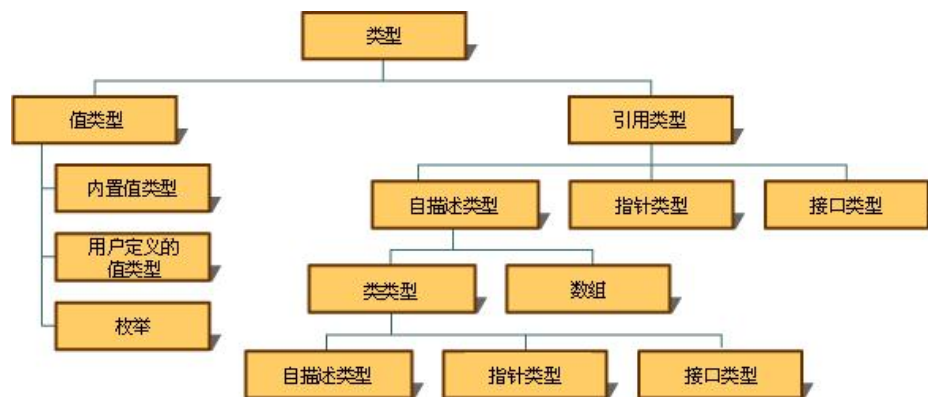 类型
值类型
引用类型
内置值类型
自描述类型
指针类型
接口类型
用户定义的
值类型
类类型
数组
枚举
自描述类型
指针类型
接口类型